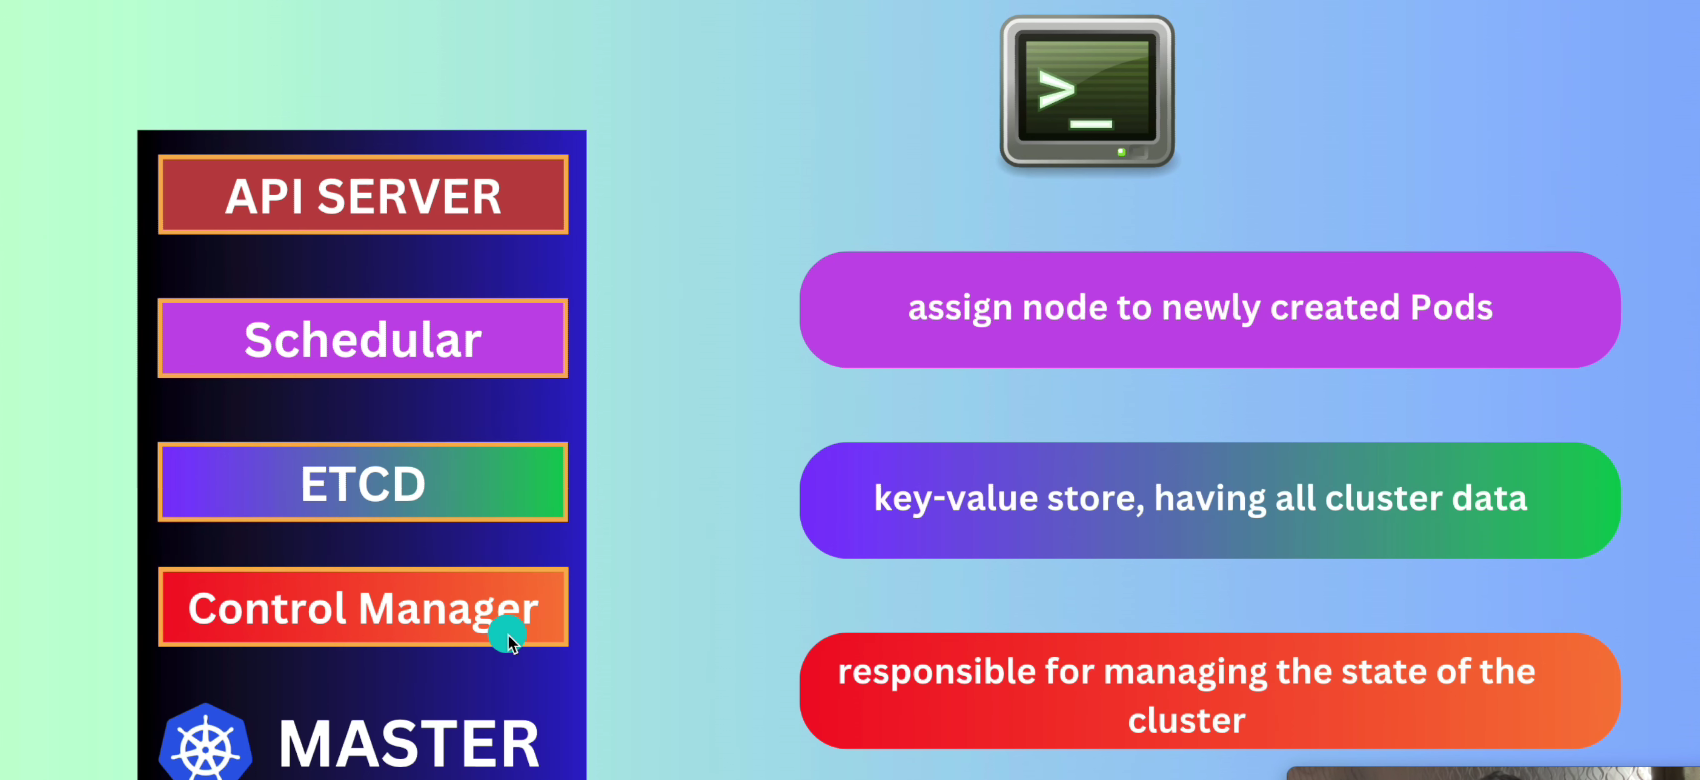 >_
API SERVER
Schedular
ETCD
Control Manager
MASTER
assign node to newly created Pods
key-value store, having all cluster data
responsible for managing the state of the
cluster